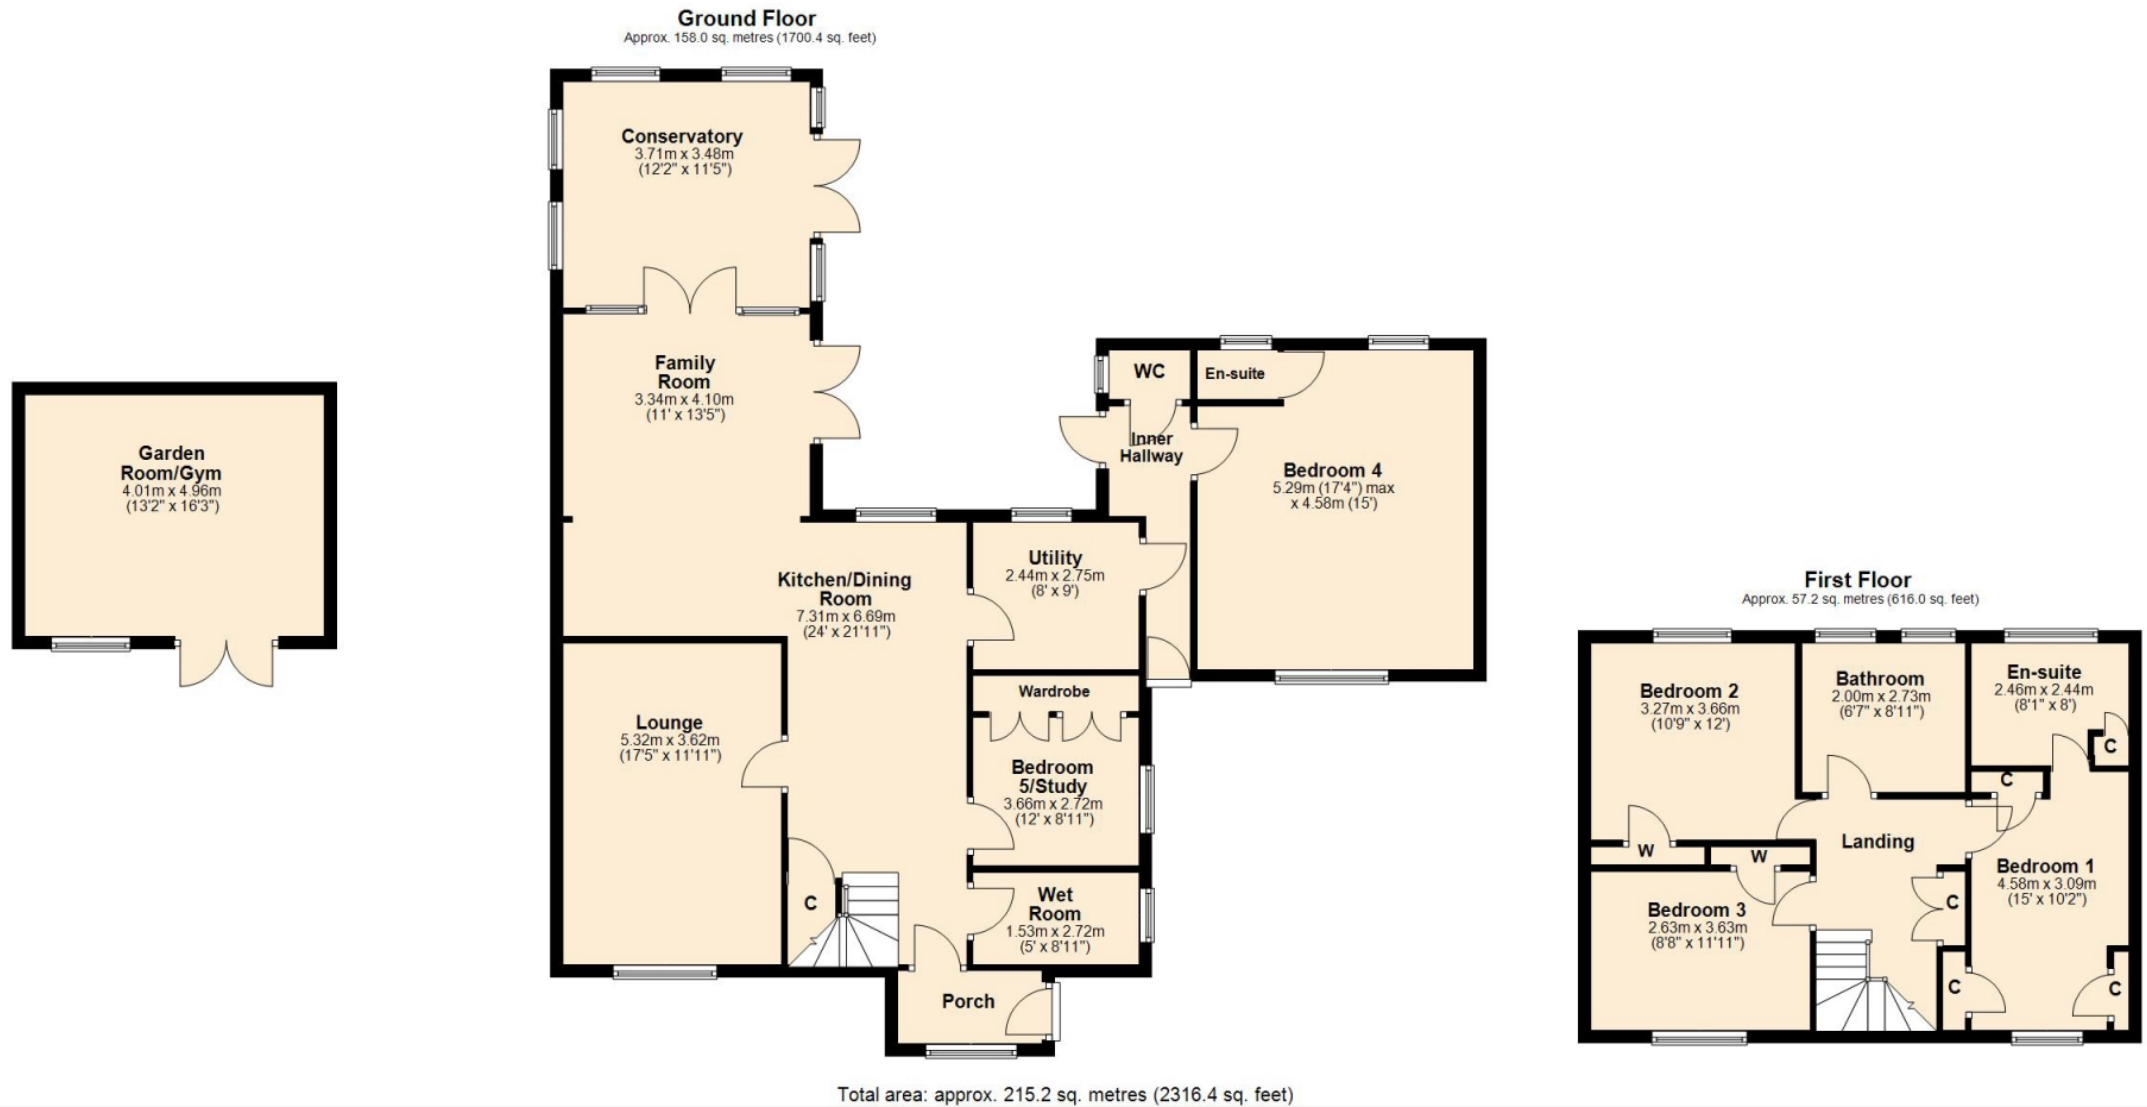 Ground Floor
Approx. 158.0 sq. metres (1700.4 sq. feet)
Conservatory
3.71m x 3.48m
(12'2" x 11'5")
Family
Room
3.34m x 4.10m
(11' x 13'5")
WC
En-suite
Inner
Hallway
Bedroom 4
5.29m (17'4") max
x 4.58m (15')
Garden
Room/Gym
4.01m x 4.96m
(13'2" x 16'3")
Kitchen/Dining
Room
7.31m x 6.69m
(24' x 21'11")
Utility
2.44m x 2.75m
(8' x 9')
Wardrobe
Lounge
5.32m x 3.62m
(17'5" x 11'11")
Bedroom
5/Study
3.66m x 2.72m
(12' x 8'11")
C
Wet
Room
1.53m x 2.72m
(5' x 8'11")
Porch
First Floor
Approx. 57.2 sq. metres (616.0 sq. feet)
Bedroom 2
3.27m x 3.66m
(10'9" x 12')
Bathroom
2.00m x 2.73m
(6'7" x 8'11")
En-suite
2.46m x 2.44m
(8'1" x 8')
C
C
W
W
Landing
Bedroom 1
4.58m x 3.09m
(15' x 10'2")
Bedroom 3
2.63m x 3.63m
(8'8" x 11'11")
C
C
C
Total area: approx. 215.2 sq. metres (2316.4 sq. feet)